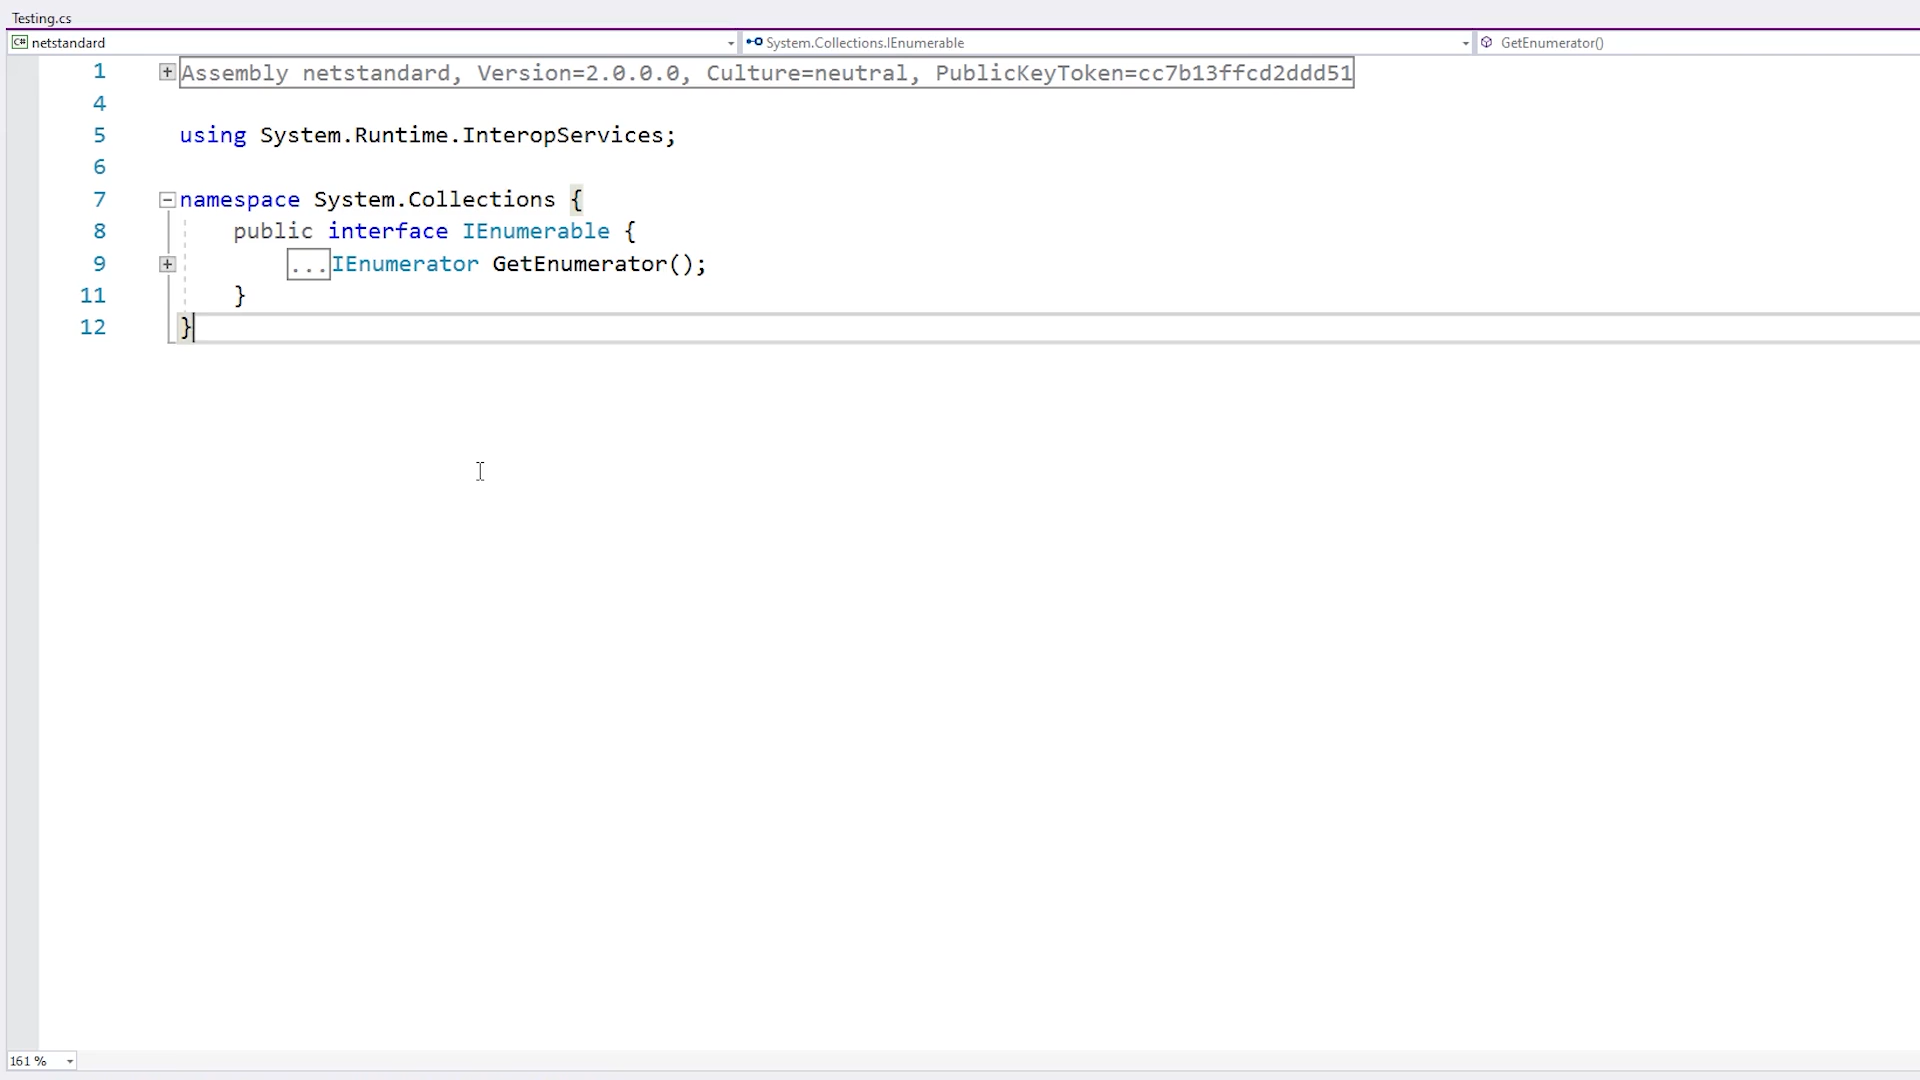 Testing.cs
C# netstandard System.Collections.IEnumerable GetEnumerator()
1 Assembly netstandard, Version=2.0.0.0, Culture=neutral, PublicKeyToken=cc7b13ffcd2ddd51
4
5 using System.Runtime.InteropServices;
6
7 namespace System.Collections {
8 public interface IEnumerable {
9 ...IEnumerator GetEnumerator();
11 }
12 }
161 %